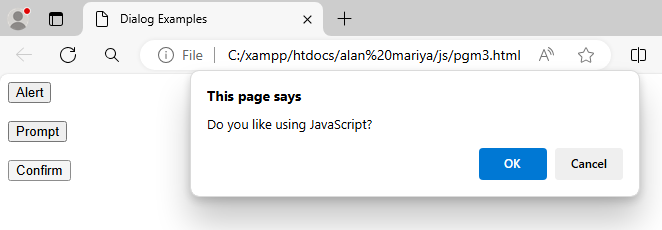 Dialog Examples
File C:/xampp/htdocs/alan%20mariya/js/pgm3.html
Alert
Prompt
Confirm
This page says
Do you like using JavaScript?
OK Cancel